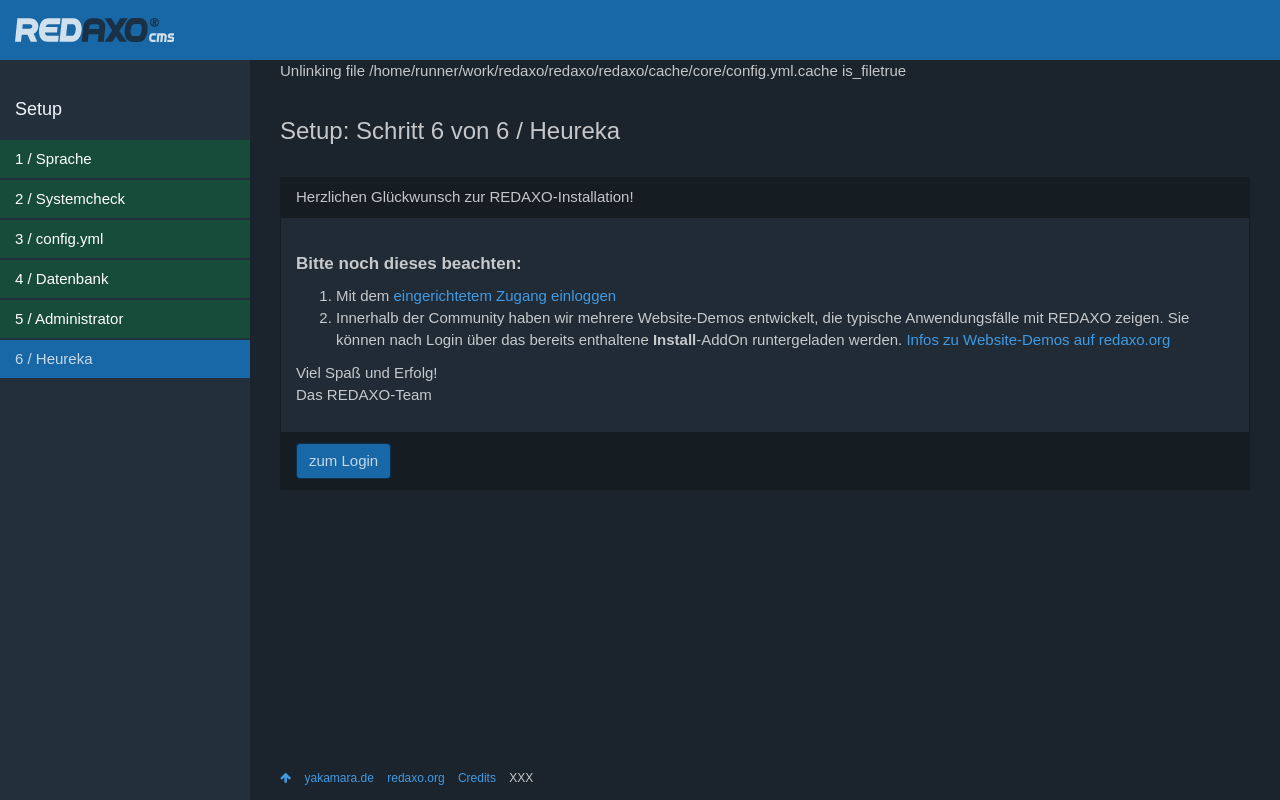 REDAXO® cms
Unlinking file /home/runner/work/redaxo/redaxo/redaxo/cache/core/config.yml.cache is_filetrue
Setup
1 / Sprache
2 / Systemcheck
3 / config.yml
4 / Datenbank
5 / Administrator
6 / Heureka
Setup: Schritt 6 von 6 / Heureka
Herzlichen Glückwunsch zur REDAXO-Installation!
Bitte noch dieses beachten:
1. Mit dem eingerichtetem Zugang einloggen
2. Innerhalb der Community haben wir mehrere Website-Demos entwickelt, die typische Anwendungsfälle mit REDAXO zeigen. Sie
können nach Login über das bereits enthaltene Install-AddOn runtergeladen werden. Infos zu Website-Demos auf redaxo.org
Viel Spaß und Erfolg!
Das REDAXO-Team
zum Login
yakamara.de redaxo.org Credits XXX